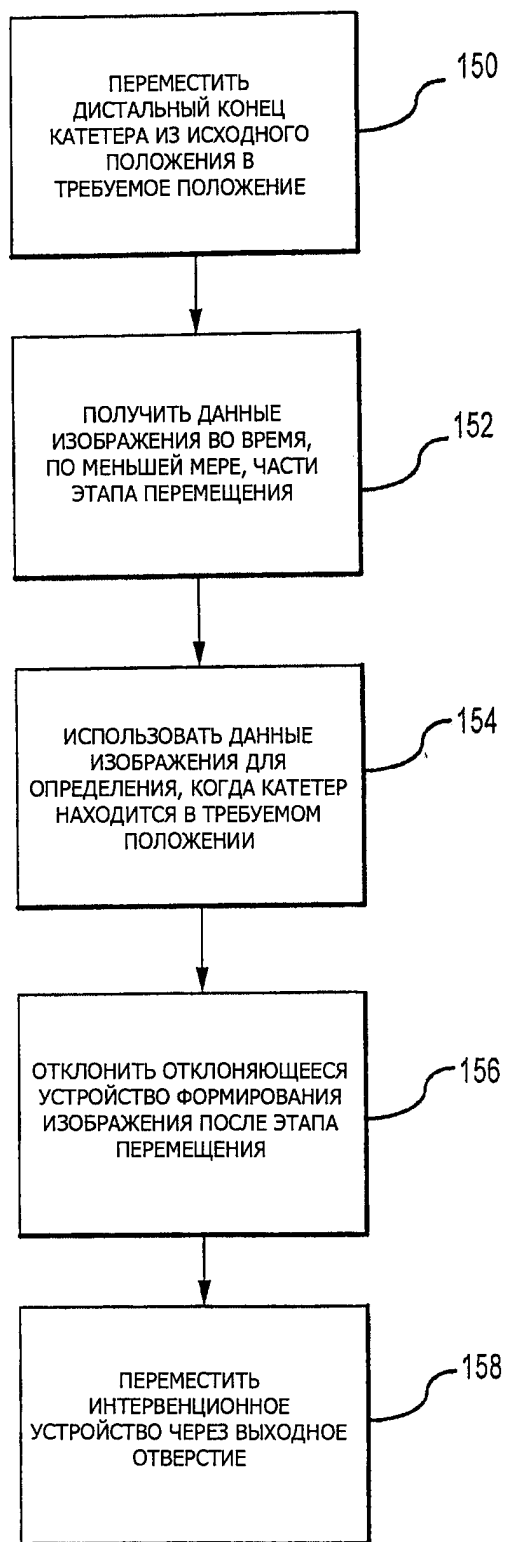 ПЕРЕМЕСТИТЬ
ДИСТАЛЬНЫЙ КОНЕЦ
КАТЕТЕРА ИЗ ИСХОДНОГО
ПОЛОЖЕНИЯ В
ТРЕБУЕМОЕ ПОЛОЖЕНИЕ
150
ПОЛУЧИТЬ ДАННЫЕ
ИЗОБРАЖЕНИЯ ВО ВРЕМЯ,
ПО МЕНЬШЕЙ МЕРЕ, ЧАСТИ
ЭТАПА ПЕРЕМЕЩЕНИЯ
152
ИСПОЛЬЗОВАТЬ ДАННЫЕ
ИЗОБРАЖЕНИЯ ДЛЯ
ОПРЕДЕЛЕНИЯ, КОГДА КАТЕТЕР
НАХОДИТСЯ В ТРЕБУЕМОМ
ПОЛОЖЕНИИ
154
ОТКЛОНИТЬ ОТКЛОНЯЮЩЕЕСЯ
УСТРОЙСТВО ФОРМИРОВАНИЯ
ИЗОБРАЖЕНИЯ ПОСЛЕ ЭТАПА
ПЕРЕМЕЩЕНИЯ
156
ПЕРЕМЕСТИТЬ
ИНТЕРВЕНЦИОННОЕ
УСТРОЙСТВО ЧЕРЕЗ ВЫХОДНОЕ
ОТВЕРСТИЕ
158